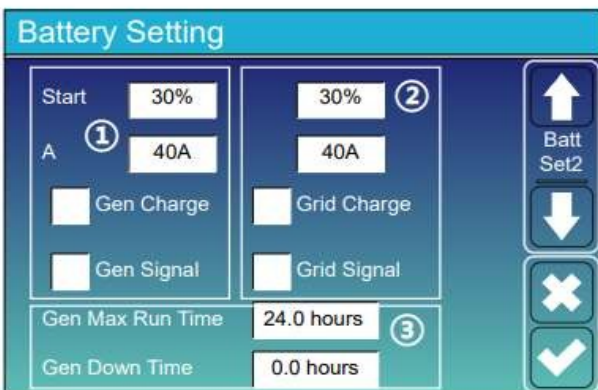 Battery Setting
Start 30% 30% ②
A ① 40A 40A
Batt
Set2
Gen Charge Grid Charge
Gen Signal Grid Signal
Gen Max Run Time 24.0 hours ③
Gen Down Time 0.0 hours